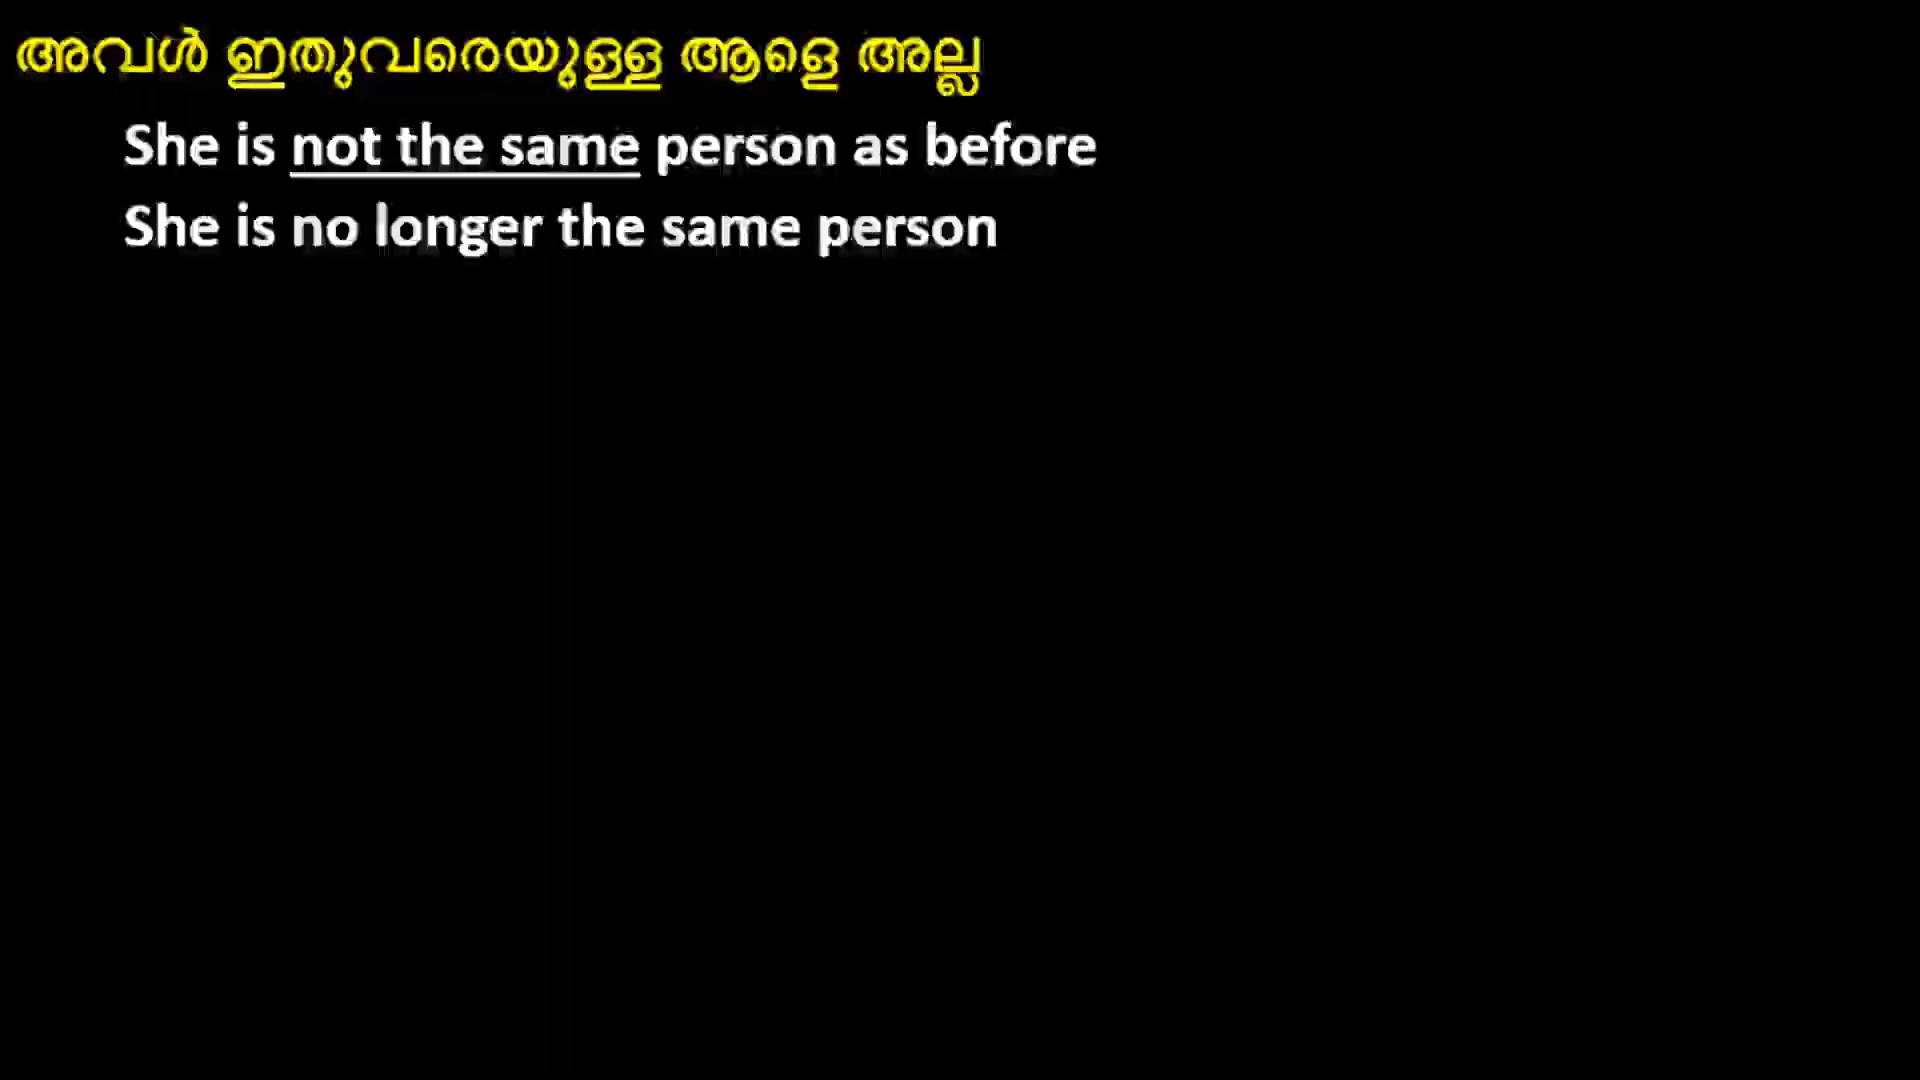 അവൾ ഇതുവരെയുള്ള ആളെ അല്ല
She is not the same person as before
She is no longer the same person